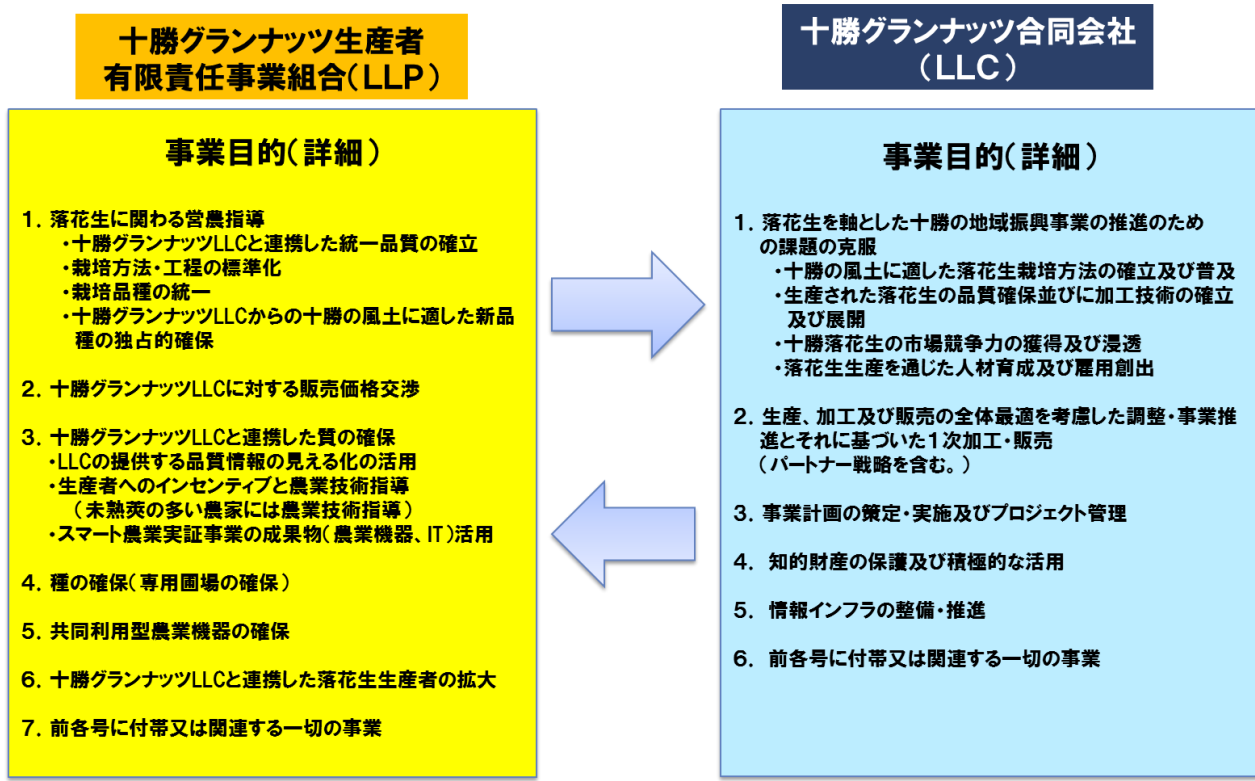 十勝グランナッツ生産者
有限責任事業組合(LLP)
事業目的(詳細)
1. 落花生に関わる営農指導
・十勝グランナッツLLCと連携した統一品質の確立
・栽培方法・工程の標準化
・栽培品種の統一
・十勝グランナッツLLCからの十勝の風土に適した新品
種の独占的確保
2. 十勝グランナッツLLCに対する販売価格交渉
3. 十勝グランナッツLLCと連携した質の確保
・LLCの提供する品質情報の見える化の活用
・生産者へのインセンティブと農業技術指導
(未熟莢の多い農家には農業技術指導)
・スマート農業実証事業の成果物(農業機器、IT)活用
4. 種の確保(専用圃場の確保)
5. 共同利用型農業機器の確保
6. 十勝グランナッツLLCと連携した落花生生産者の拡大
7. 前各号に付帯又は関連する一切の事業
十勝グランナッツ合同会社
(LLC)
事業目的(詳細)
1. 落花生を軸とした十勝の地域振興事業の推進のため
の課題の克服
・十勝の風土に適した落花生栽培方法の確立及び普及
・生産された落花生の品質確保並びに加工技術の確立
及び展開
・十勝落花生の市場競争力の獲得及び浸透
・落花生生産を通じた人材育成及び雇用創出
2. 生産、加工及び販売の全体最適を考慮した調整・事業推
進とそれに基づいた1次加工・販売
(パートナー戦略を含む。)
3. 事業計画の策定・実施及びプロジェクト管理
4. 知的財産の保護及び積極的な活用
5. 情報インフラの整備・推進
6. 前各号に付帯又は関連する一切の事業